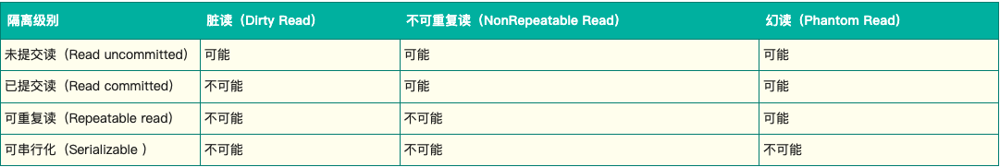 隔离级别 脏读（Dirty Read） 不可重复读（NonRepeatable Read） 幻读（Phantom Read）
未提交读（Read uncommitted） 可能 可能 可能
已提交读（Read committed） 不可能 可能 可能
可重复读（Repeatable read） 不可能 不可能 可能
可串行化（Serializable ） 不可能 不可能 不可能